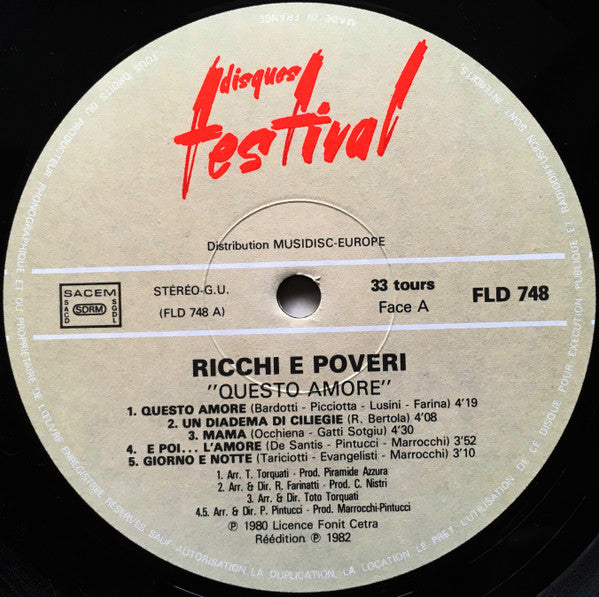 MADE IN FRANCE
TOUS DROITS DU PRODUCTEUR PHONOGRAPHIQUE ET DU PROPRIETAIRE DE L'ŒUVRE ENREGISTREE RESERVES SAUF AUTORISATION, LA DUPLICATION, LA LOCATION, LE PRET, L'UTILISATION DE CE DISQUE POUR EXECUTION PUBLIQUE ET RADIODIFFUSION SONT INTERDITS.
disques
festival
Distribution MUSIDISC-EUROPE
SACEM
SACD SDRM SGDL
STÉRÉO-G.U.
(FLD 748 A)
33 tours
Face A
FLD 748
RICCHI E POVERI
"QUESTO AMORE"
1. QUESTO AMORE (Bardotti - Picciotta - Lusini - Farina) 4'19
2. UN DIADEMA DI CILIEGIE (R. Bertola) 4'08
3. MAMA (Occhiena - Gatti Sotgiu) 4'30
4. E POI... L'AMORE (De Santis - Pintucci - Marrocchi) 3'52
5. GIORNO E NOTTE (Tariciotti - Evangelisti - Marrocchi) 3'10
1. Arr. T. Torquati - Prod. Piramide Azzura
2. Arr. & Dir. R. Farinatti - Prod. C. Nistri
3. Arr. & Dir. Toto Torquati
4.5. Arr. & Dir. P. Pintucci - Prod. Marrocchi-Pintucci
℗ 1980 Licence Fonit Cetra
Réédition ℗ 1982